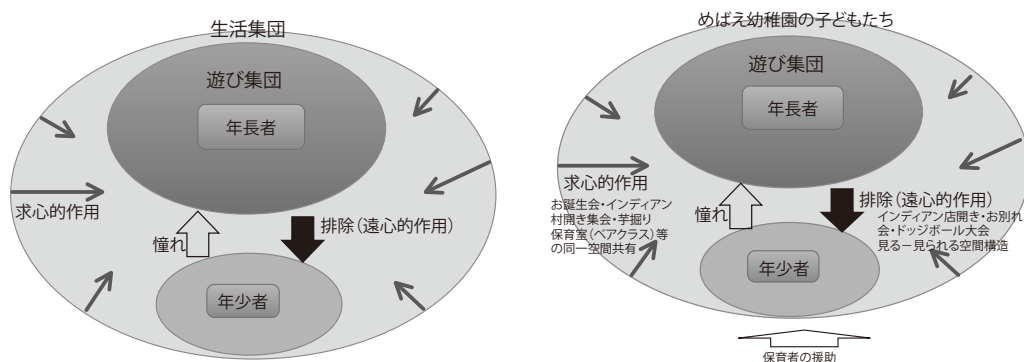 生活集団
遊び集団
年長者
求心的作用
憧れ
排除(遠心的作用)
年少者
めばえ幼稚園の子どもたち
遊び集団
年長者
求心的作用
お誕生会・インディアン
村開き集会・芋掘り
保育室(ペアクラス)等
の同一空間共有
憧れ
排除(遠心的作用)
インディアン店開き・お別れ
会・ドッジボール大会
見る－見られる空間構造
年少者
保育者の援助